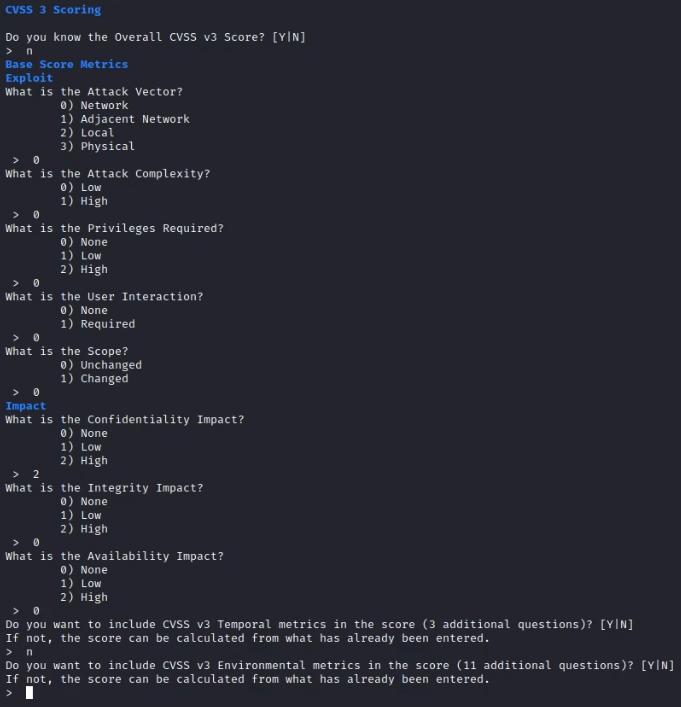 CVSS 3 Scoring
Do you know the Overall CVSS v3 Score? [Y|N]
> n
Base Score Metrics
Exploit
What is the Attack Vector?
0) Network
1) Adjacent Network
2) Local
3) Physical
> 0
What is the Attack Complexity?
0) Low
1) High
> 0
What is the Privileges Required?
0) None
1) Low
2) High
> 0
What is the User Interaction?
0) None
1) Required
> 0
What is the Scope?
0) Unchanged
1) Changed
> 0
Impact
What is the Confidentiality Impact?
0) None
1) Low
2) High
> 2
What is the Integrity Impact?
0) None
1) Low
2) High
> 0
What is the Availability Impact?
0) None
1) Low
2) High
> 0
Do you want to include CVSS v3 Temporal metrics in the score (3 additional questions)? [Y|N]
If not, the score can be calculated from what has already been entered.
> n
Do you want to include CVSS v3 Environmental metrics in the score (11 additional questions)? [Y|N]
If not, the score can be calculated from what has already been entered.
>